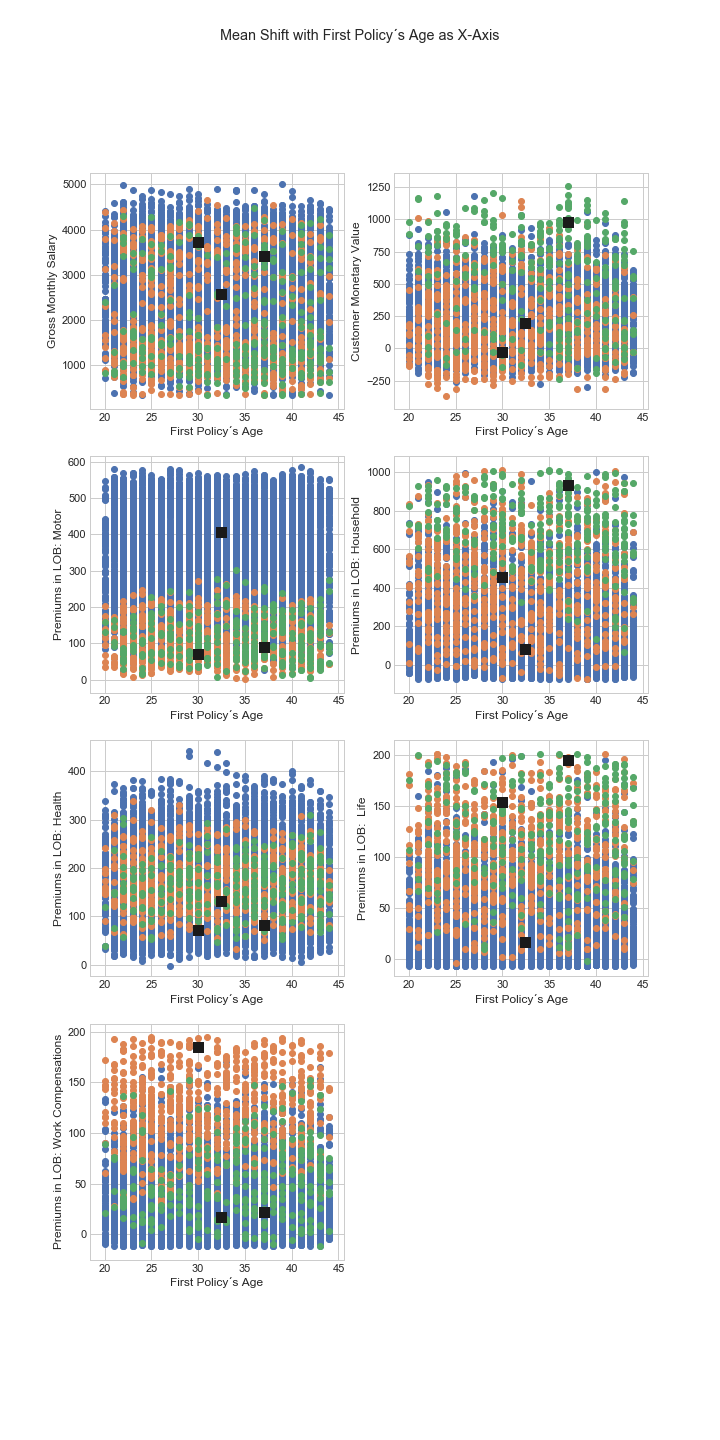 Mean Shift with First Policy´s Age as X-Axis
Gross Monthly Salary
5000
4000
3000
2000
1000
20 25 30 35 40 45
First Policy´s Age
Customer Monetary Value
1250
1000
750
500
250
0
−250
20 25 30 35 40 45
First Policy´s Age
Premiums in LOB: Motor
600
500
400
300
200
100
0
20 25 30 35 40 45
First Policy´s Age
Premiums in LOB: Household
1000
800
600
400
200
0
20 25 30 35 40 45
First Policy´s Age
Premiums in LOB: Health
400
300
200
100
0
20 25 30 35 40 45
First Policy´s Age
Premiums in LOB:  Life
200
150
100
50
0
20 25 30 35 40 45
First Policy´s Age
Premiums in LOB: Work Compensations
200
150
100
50
0
20 25 30 35 40 45
First Policy´s Age